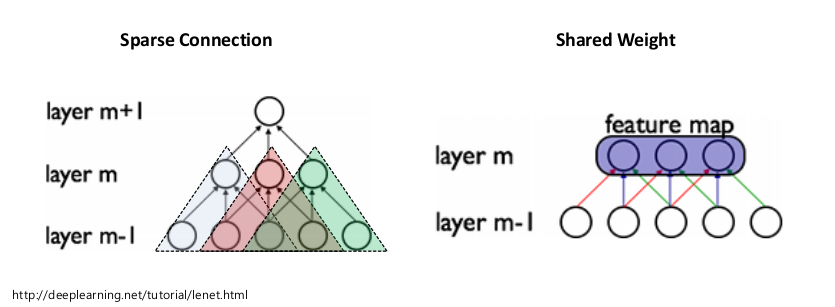 Sparse Connection
layer m+1
layer m
layer m-1
Shared Weight
feature map
layer m
layer m-1
http://deeplearning.net/tutorial/lenet.html